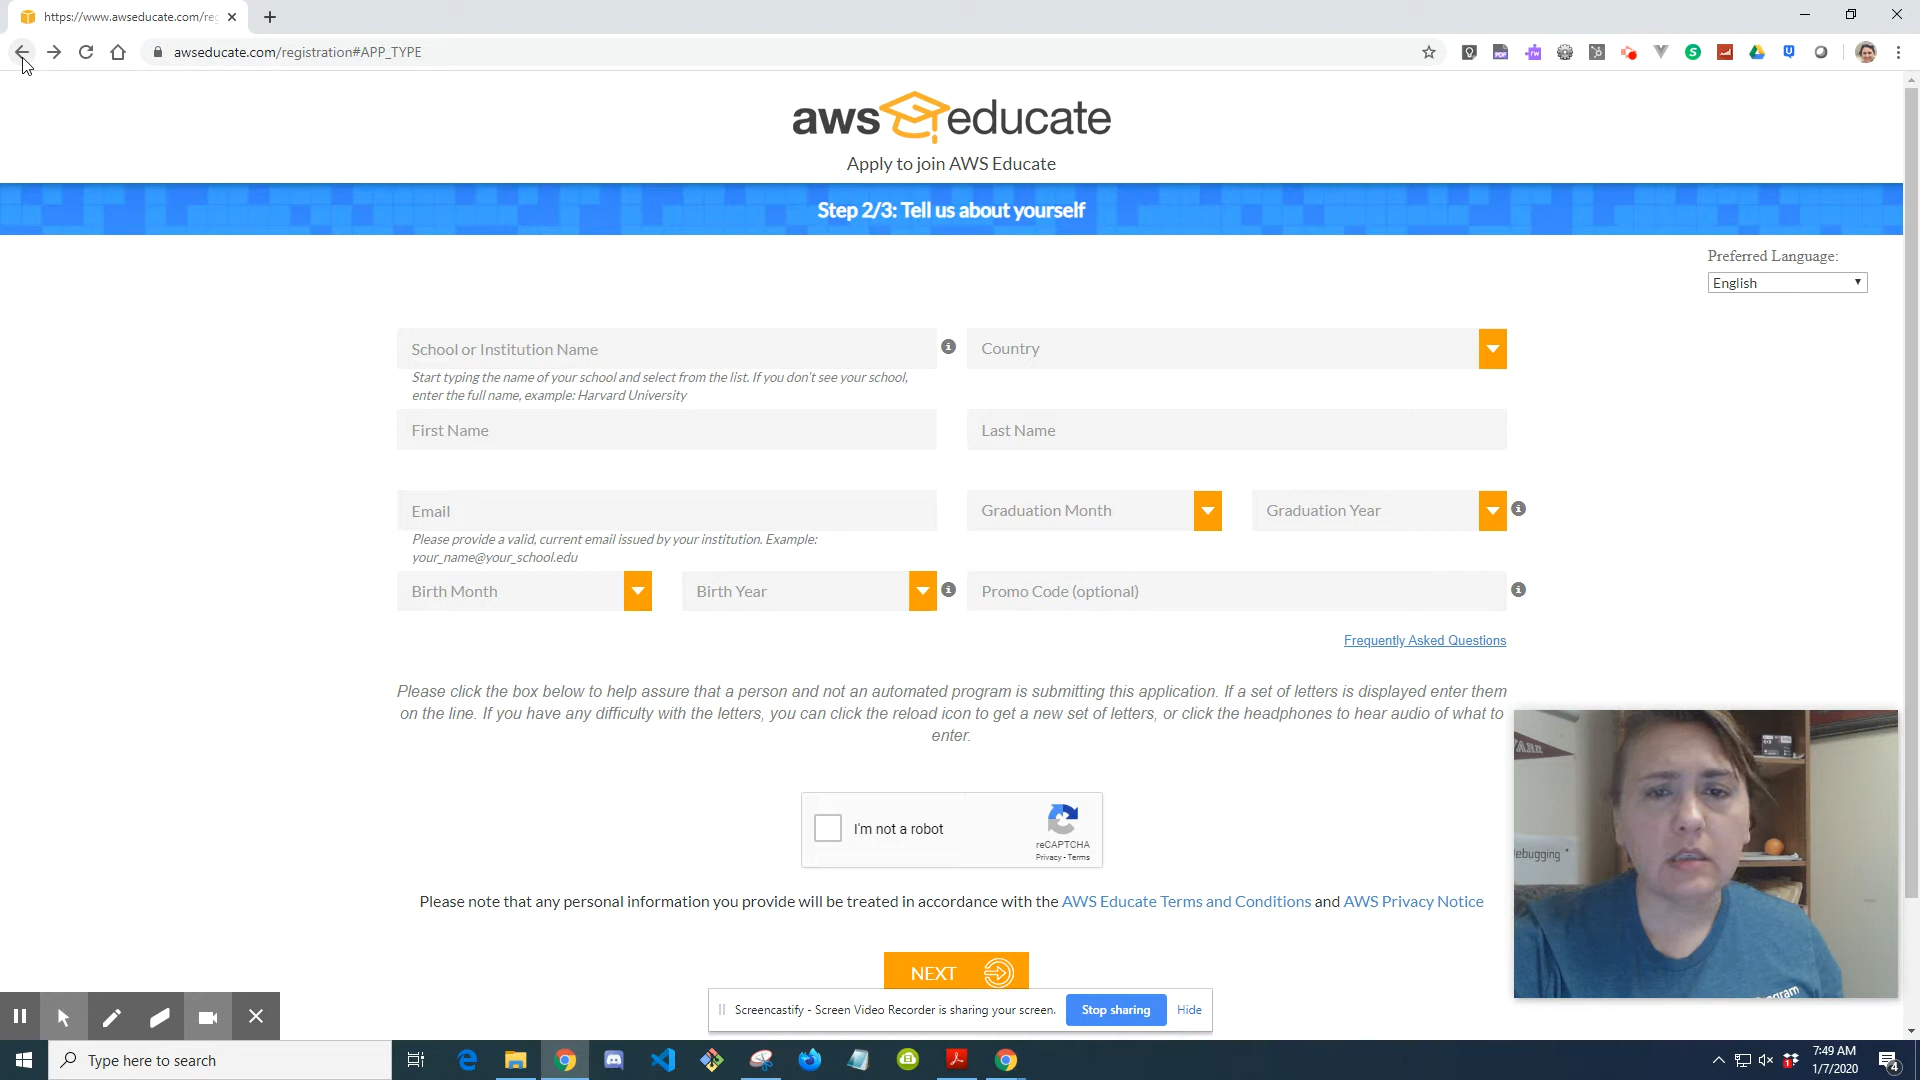 https://www.awseducate.com/reg
awseducate.com/registration#APP_TYPE
aws educate
Apply to join AWS Educate
Step 2/3: Tell us about yourself
Preferred Language:
English
School or Institution Name
Country
Start typing the name of your school and select from the list. If you don't see your school,
enter the full name, example: Harvard University
First Name
Last Name
Email
Graduation Month
Graduation Year
Please provide a valid, current email issued by your institution. Example:
your_name@your_school.edu
Birth Month
Birth Year
Promo Code (optional)
Frequently Asked Questions
Please click the box below to help assure that a person and not an automated program is submitting this application. If a set of letters is displayed enter them
on the line. If you have any difficulty with the letters, you can click the reload icon to get a new set of letters, or click the headphones to hear audio of what to
enter.
I'm not a robot
reCAPTCHA
Privacy - Terms
Please note that any personal information you provide will be treated in accordance with the AWS Educate Terms and Conditions and AWS Privacy Notice
NEXT
Screencastify - Screen Video Recorder is sharing your screen.
Stop sharing
Hide
Type here to search
7:49 AM
1/7/2020
4